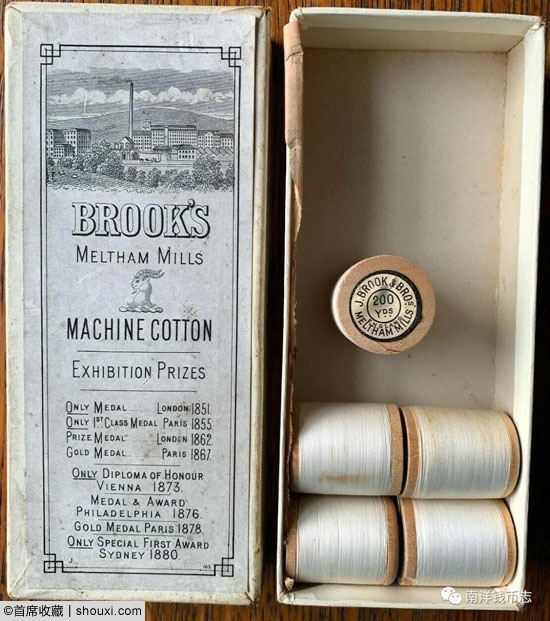 BROOK'S
MELTHAM MILLS
MACHINE COTTON
EXHIBITION PRIZES
ONLY MEDAL LONDON 1851.
ONLY 1ST CLASS MEDAL PARIS 1855.
PRIZE MEDAL LONDON 1862.
GOLD MEDAL PARIS 1867.
ONLY DIPLOMA OF HONOUR
VIENNA 1873.
MEDAL & AWARD
PHILADELPHIA 1876.
GOLD MEDAL PARIS 1878.
ONLY SPECIAL FIRST AWARD
SYDNEY 1880.
J 163
J. BROOK & BROS
200
YDS
MELTHAM MILLS
南洋钱币志
©首席收藏 | shouxi.com